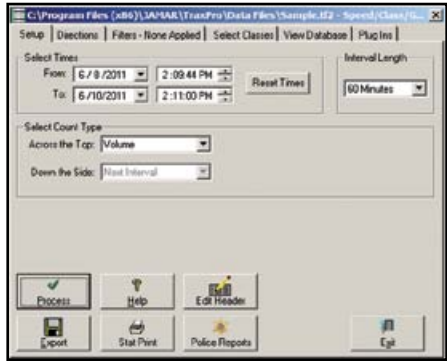 C:\Program Files (x86)\JAMAR\TraxPro\Data Files\Sample.tf2 - Speed/Class/G...
Setup Directions Filters - None Applied Select Classes View Database Plug Ins
Select Times
Interval Length
From: 6/ 9 /2011 2:09:44 PM
Reset Times
60 Minutes
To: 6/10/2011 2:11:00 PM
Select Count Type
Across the Top: Volume
Down the Side: Next Interval
Process Help Edit Header
Export Stat Print Police Reports Exit